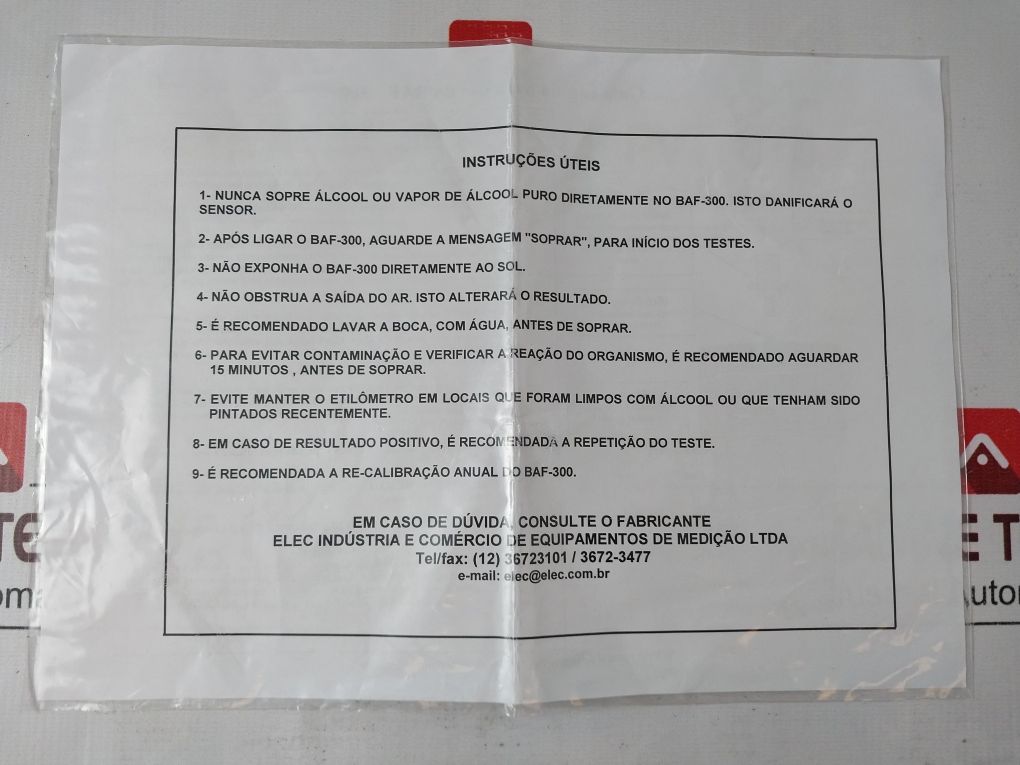 INSTRUÇÕES ÚTEIS
1- NUNCA SOPRE ÁLCOOL OU VAPOR DE ÁLCOOL PURO DIRETAMENTE NO BAF-300. ISTO DANIFICARÁ O
SENSOR.
2- APÓS LIGAR O BAF-300, AGUARDE A MENSAGEM "SOPRAR", PARA INÍCIO DOS TESTES.
3- NÃO EXPONHA O BAF-300 DIRETAMENTE AO SOL.
4- NÃO OBSTRUA A SAÍDA DO AR. ISTO ALTERARÁ O RESULTADO.
5- É RECOMENDADO LAVAR A BOCA, COM ÁGUA, ANTES DE SOPRAR.
6- PARA EVITAR CONTAMINAÇÃO E VERIFICAR A REAÇÃO DO ORGANISMO, É RECOMENDADO AGUARDAR
15 MINUTOS , ANTES DE SOPRAR.
7- EVITE MANTER O ETILÔMETRO EM LOCAIS QUE FORAM LIMPOS COM ÁLCOOL OU QUE TENHAM SIDO
PINTADOS RECENTEMENTE.
8- EM CASO DE RESULTADO POSITIVO, É RECOMENDADA A REPETIÇÃO DO TESTE.
9- É RECOMENDADA A RE-CALIBRAÇÃO ANUAL DO BAF-300.
EM CASO DE DÚVIDA, CONSULTE O FABRICANTE
ELEC INDÚSTRIA E COMÉRCIO DE EQUIPAMENTOS DE MEDIÇÃO LTDA
Tel/fax: (12) 36723101 / 3672-3477
e-mail: elec@elec.com.br